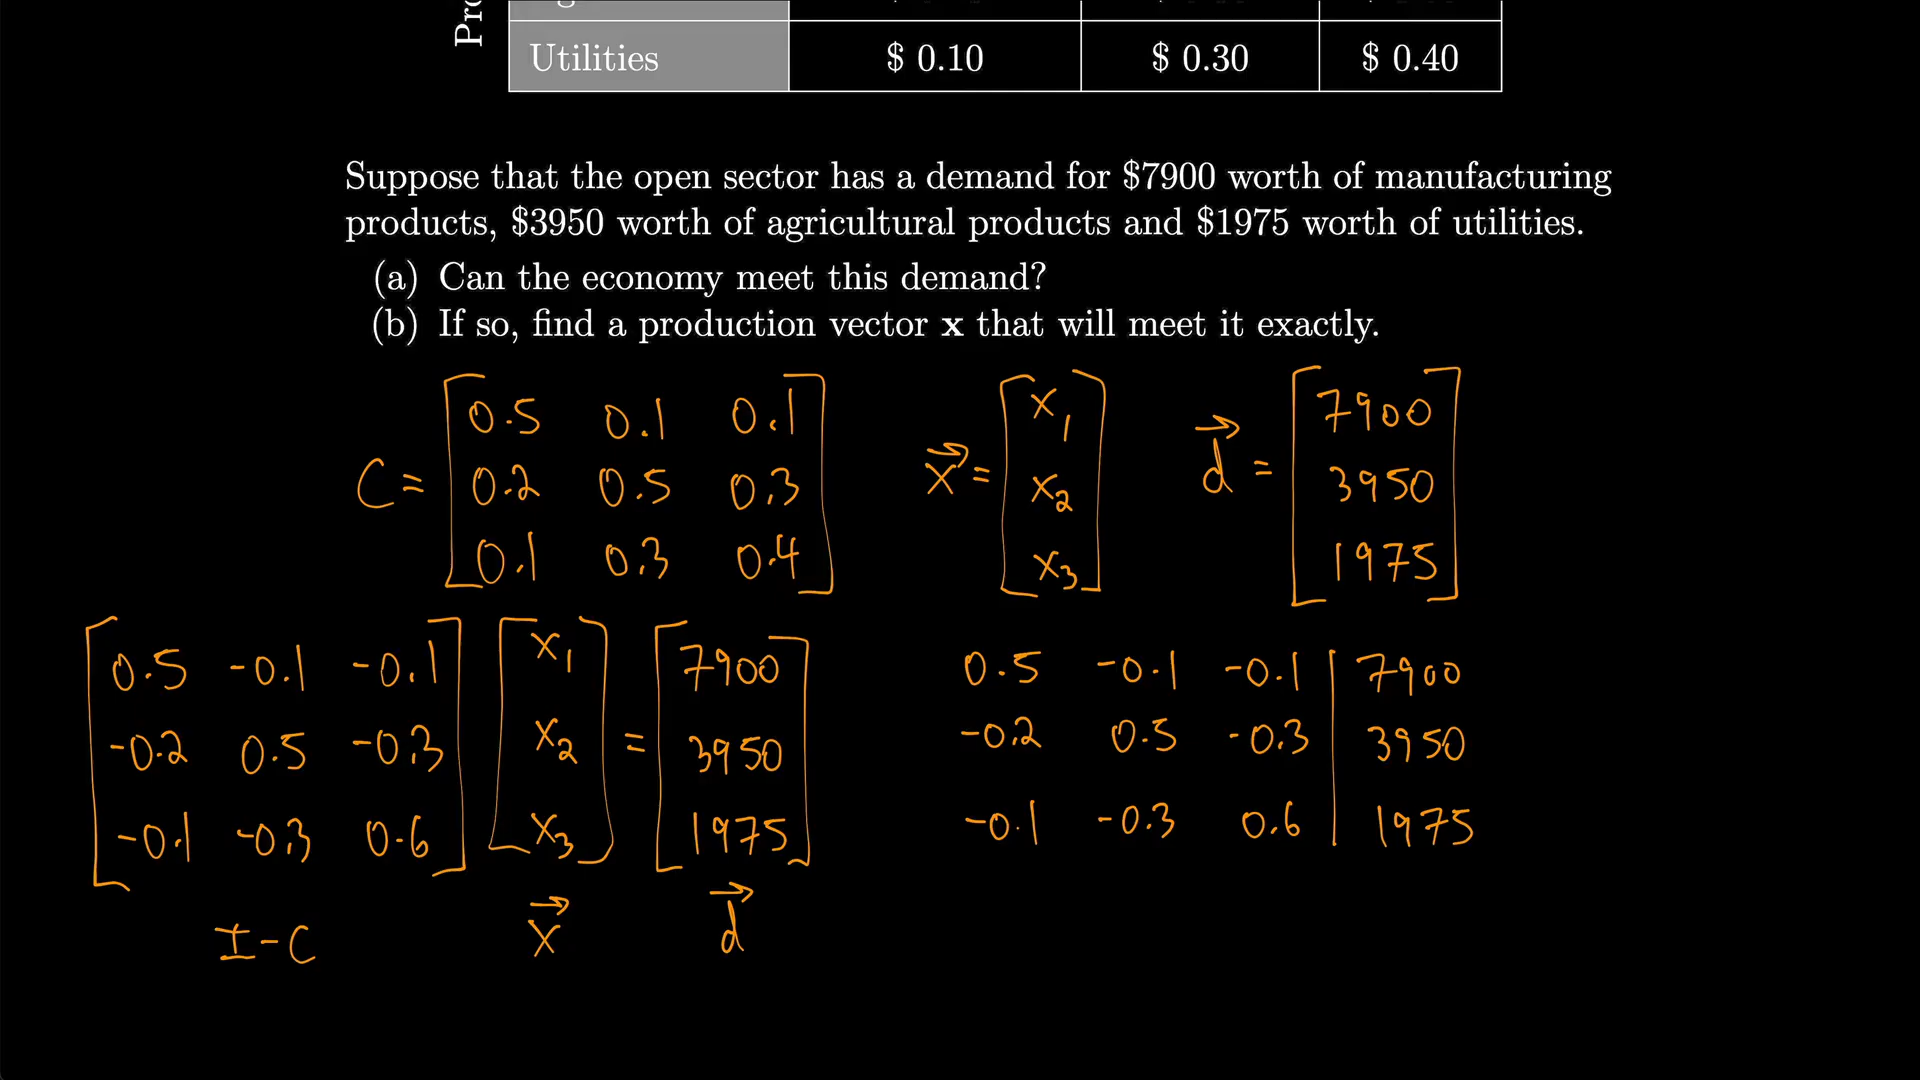 Pro
Utilities $ 0.10 $ 0.30 $ 0.40
Suppose that the open sector has a demand for $7900 worth of manufacturing
products, $3950 worth of agricultural products and $1975 worth of utilities.
(a) Can the economy meet this demand?
(b) If so, find a production vector x that will meet it exactly.
0.5 0.1 0.1 x₁ 7900
C = 0.2 0.5 0.3 x⃗ = x₂ d⃗ = 3950
0.1 0.3 0.4 x₃ 1975
0.5 -0.1 -0.1 x₁ 7900 0.5 -0.1 -0.1 | 7900
-0.2 0.5 -0.3 x₂ = 3950 -0.2 0.5 -0.3 | 3950
-0.1 -0.3 0.6 x₃ 1975 -0.1 -0.3 0.6 | 1975
I-C x⃗ d⃗